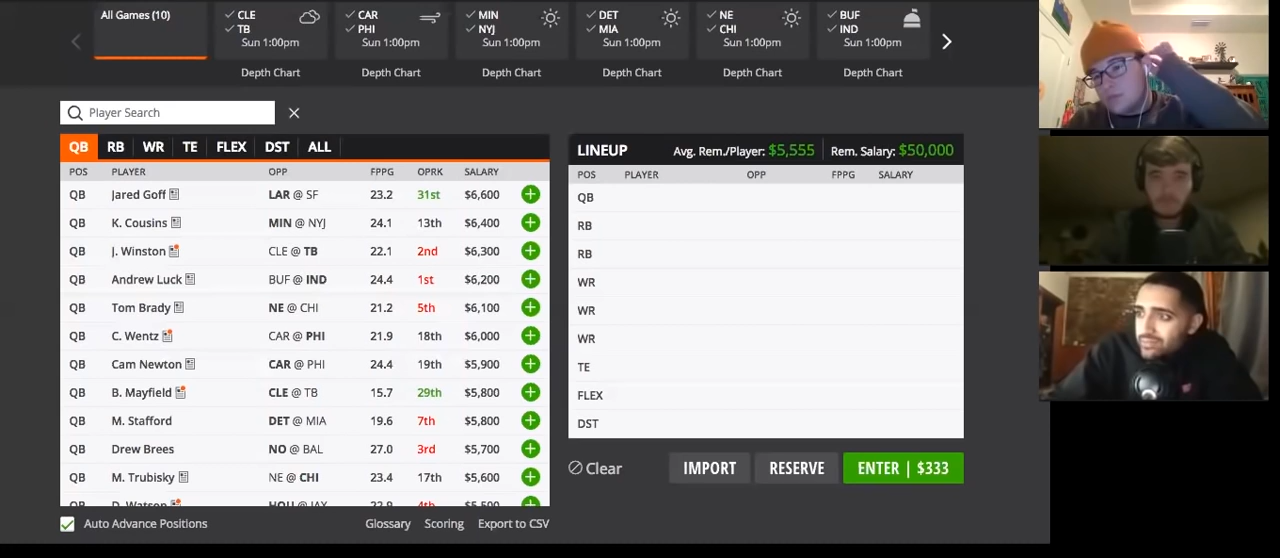 All Games (10)
CLE
TB
Sun 1:00pm
Depth Chart
CAR
PHI
Sun 1:00pm
Depth Chart
MIN
NYJ
Sun 1:00pm
Depth Chart
DET
MIA
Sun 1:00pm
Depth Chart
NE
CHI
Sun 1:00pm
Depth Chart
BUF
IND
Sun 1:00pm
Depth Chart
Player Search
QB RB WR TE FLEX DST ALL
POS PLAYER OPP FPPG OPRK SALARY
QB Jared Goff LAR @ SF 23.2 31st $6,600
QB K. Cousins MIN @ NYJ 24.1 13th $6,400
QB J. Winston CLE @ TB 22.1 2nd $6,300
QB Andrew Luck BUF @ IND 24.4 1st $6,200
QB Tom Brady NE @ CHI 21.2 5th $6,100
QB C. Wentz CAR @ PHI 21.9 18th $6,000
QB Cam Newton CAR @ PHI 24.4 19th $5,900
QB B. Mayfield CLE @ TB 15.7 29th $5,800
QB M. Stafford DET @ MIA 19.6 7th $5,800
QB Drew Brees NO @ BAL 27.0 3rd $5,700
QB M. Trubisky NE @ CHI 23.4 17th $5,600
QB D. Watson HOU @ JAX 22.9 4th $5,500
Auto Advance Positions Glossary Scoring Export to CSV
LINEUP Avg. Rem./Player: $5,555 Rem. Salary: $50,000
POS PLAYER OPP FPPG SALARY
QB
RB
RB
WR
WR
WR
TE
FLEX
DST
Clear IMPORT RESERVE ENTER | $333